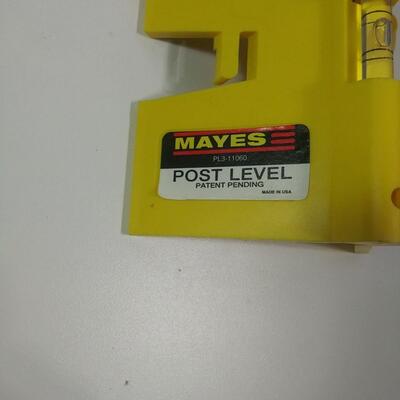 MAYES
PL3-11060
POST LEVEL
PATENT PENDING
MADE IN USA